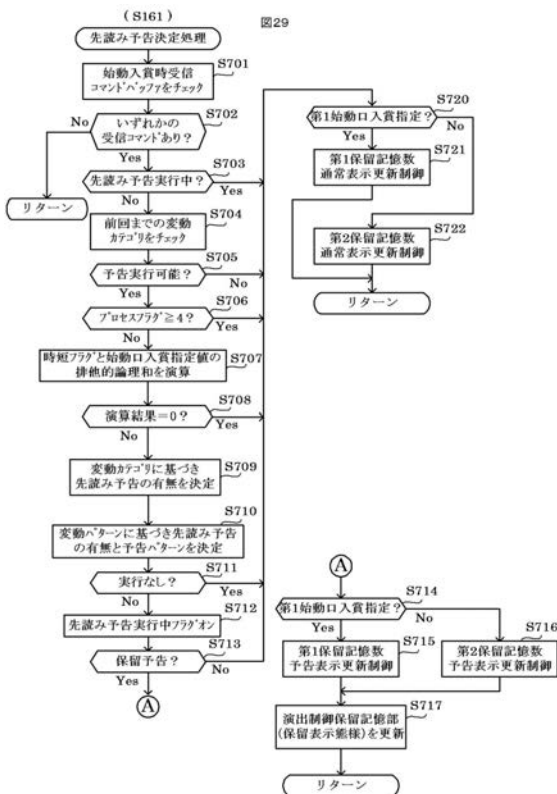 (S161)
図29
先読み予告決定処理
S701
始動入賞時受信
コマンドバッファをチェック
S702
No
いずれかの
受信コマンドあり?
Yes
S703
先読み予告実行中?
Yes
No
リターン
S704
前回までの変動
カテゴリをチェック
S705
予告実行可能?
No
Yes
S706
プロセスフラグ≧4?
Yes
No
S707
時短フラグと始動口入賞指定値の
排他的論理和を演算
S708
演算結果=0?
Yes
No
S709
変動カテゴリに基づき
先読み予告の有無を決定
S710
変動パターンに基づき先読み予告
の有無と予告パターンを決定
S711
実行なし?
Yes
No
S712
先読み予告実行中フラグオン
S713
保留予告?
No
Yes
A
S720
第1始動口入賞指定?
Yes
No
S721
第1保留記憶数
通常表示更新制御
S722
第2保留記憶数
通常表示更新制御
リターン
A
S714
第1始動口入賞指定?
Yes
No
S715
第1保留記憶数
予告表示更新制御
S716
第2保留記憶数
予告表示更新制御
S717
演出制御保留記憶部
(保留表示態様)を更新
リターン